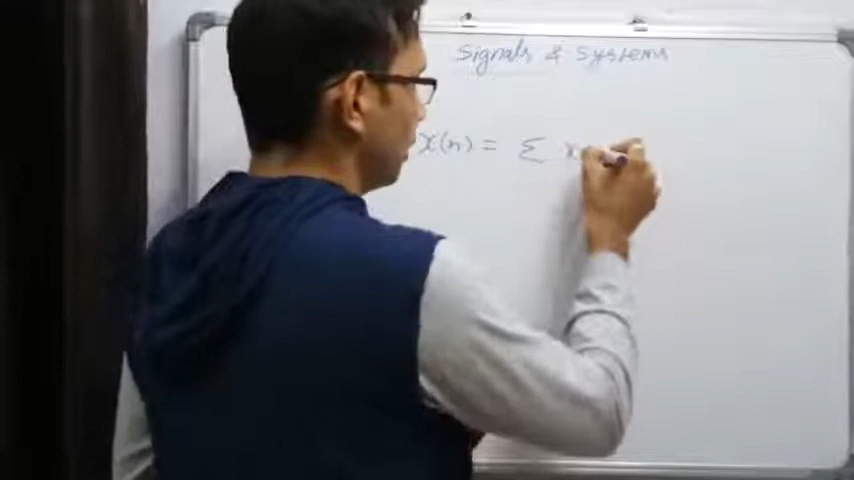 Signals & Systems
X(n) = Σ x